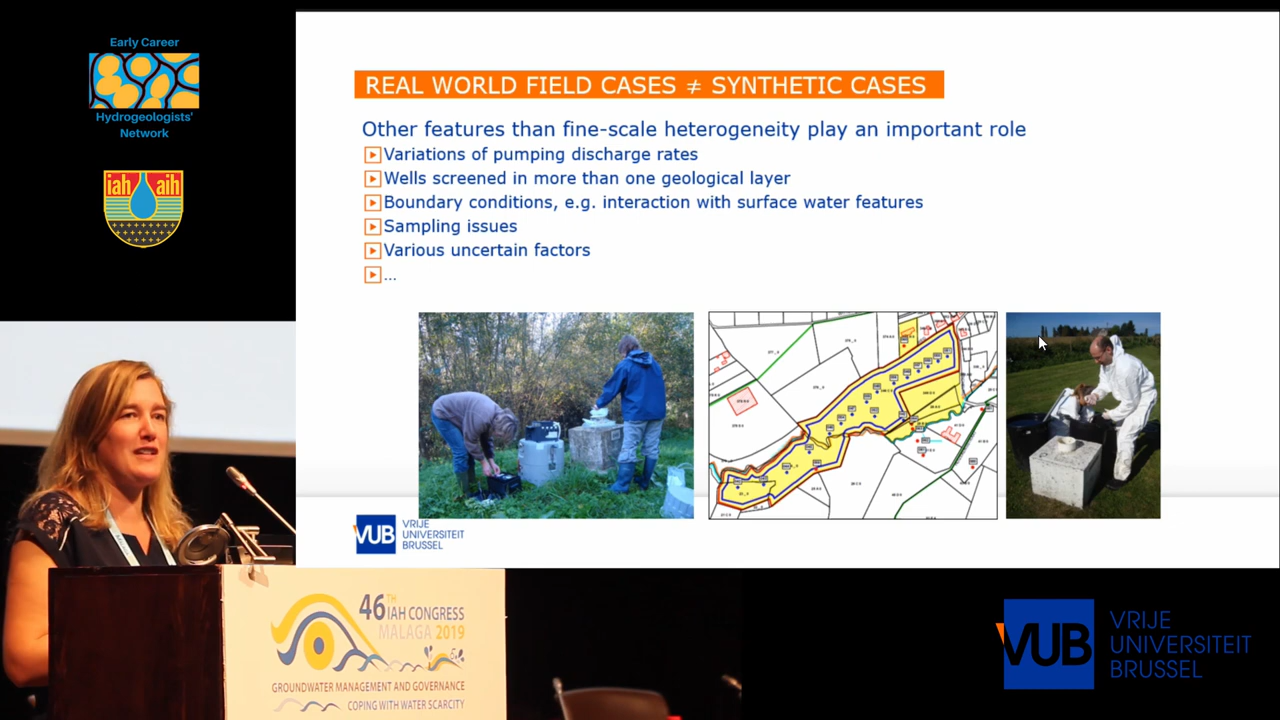 Early Career
Hydrogeologists'
Network
iah aih
REAL WORLD FIELD CASES ≠ SYNTHETIC CASES
Other features than fine-scale heterogeneity play an important role
Variations of pumping discharge rates
Wells screened in more than one geological layer
Boundary conditions, e.g. interaction with surface water features
Sampling issues
Various uncertain factors
...
VUB
VRIJE
UNIVERSITEIT
BRUSSEL
46TH
IAH CONGRESS
MALAGA 2019
GROUNDWATER MANAGEMENT AND GOVERNANCE
COPING WITH WATER SCARCITY
VUB
VRIJE
UNIVERSITEIT
BRUSSEL